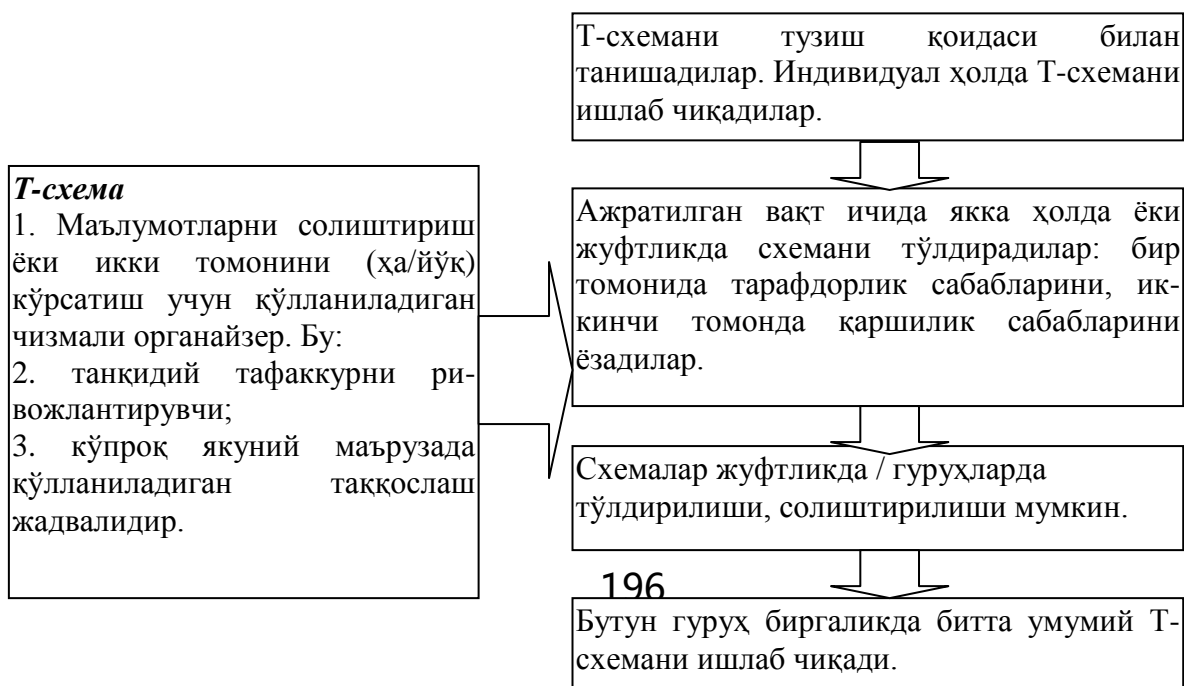 Т-схемани тузиш қоидаси билан
танишадилар. Индивидуал ҳолда Т-схемани
ишлаб чиқадилар.
Т-схема
1. Маълумотларни солиштириш
ёки икки томонини (ҳа/йўқ)
кўрсатиш учун қўлланиладиган
чизмали органайзер. Бу:
2. танқидий тафаккурни ри-
вожлантирувчи;
3. кўпроқ якуний маърузада
қўлланиладиган таққослаш
жадвалидир.
Ажратилган вақт ичида якка ҳолда ёки
жуфтликда схемани тўлдирадилар: бир
томонида тарафдорлик сабабларини, ик-
кинчи томонда қаршилик сабабларини
ёзадилар.
Схемалар жуфтликда / гуруҳларда
тўлдирилиши, солиштирилиши мумкин.
196
Бутун гуруҳ биргаликда битта умумий Т-
схемани ишлаб чиқади.